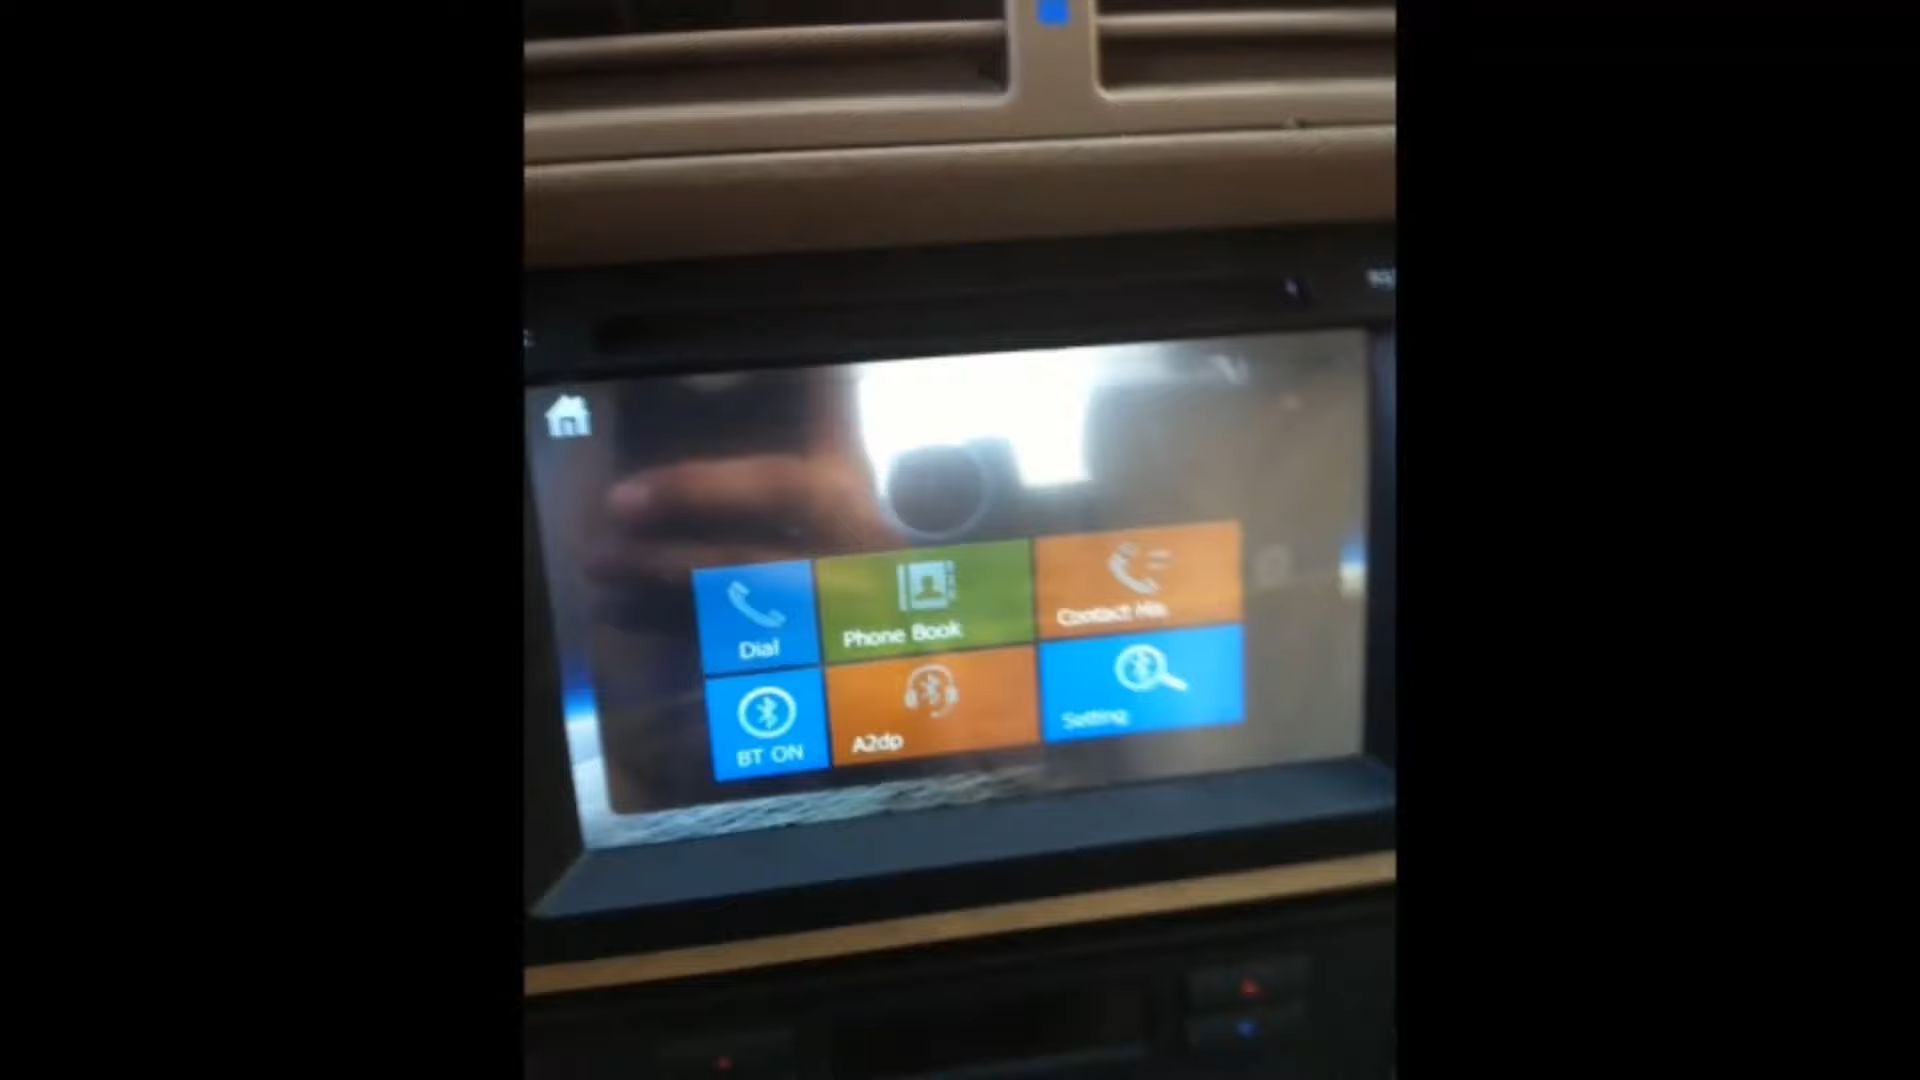 Dial
Phone Book
Contact His
BT ON
A2dp
Setting